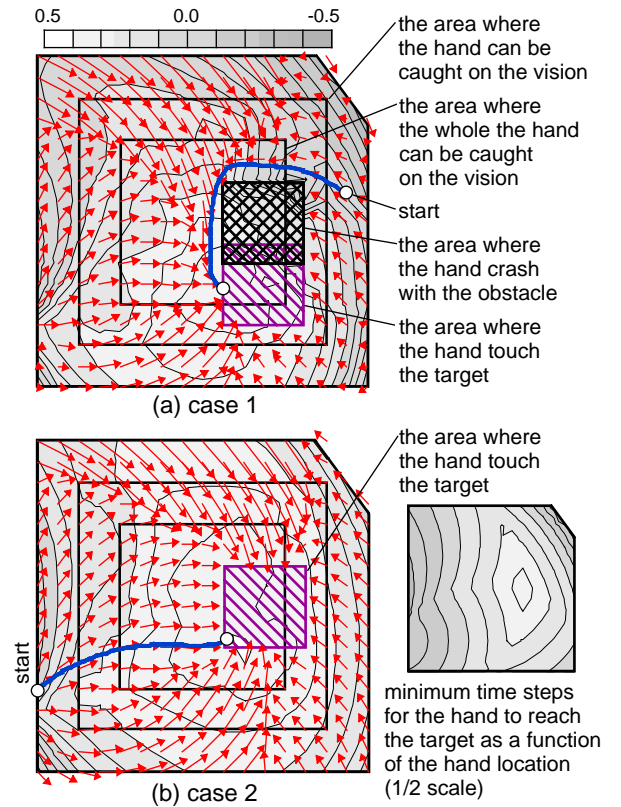 0.5 0.0 -0.5
the area where
the hand can be
caught on the vision
the area where
the whole the hand
can be caught
on the vision
start
the area where
the hand crash
with the obstacle
the area where
the hand touch
the target
(a) case 1
the area where
the hand touch
the target
start
minimum time steps
for the hand to reach
the target as a function
of the hand location
(1/2 scale)
(b) case 2